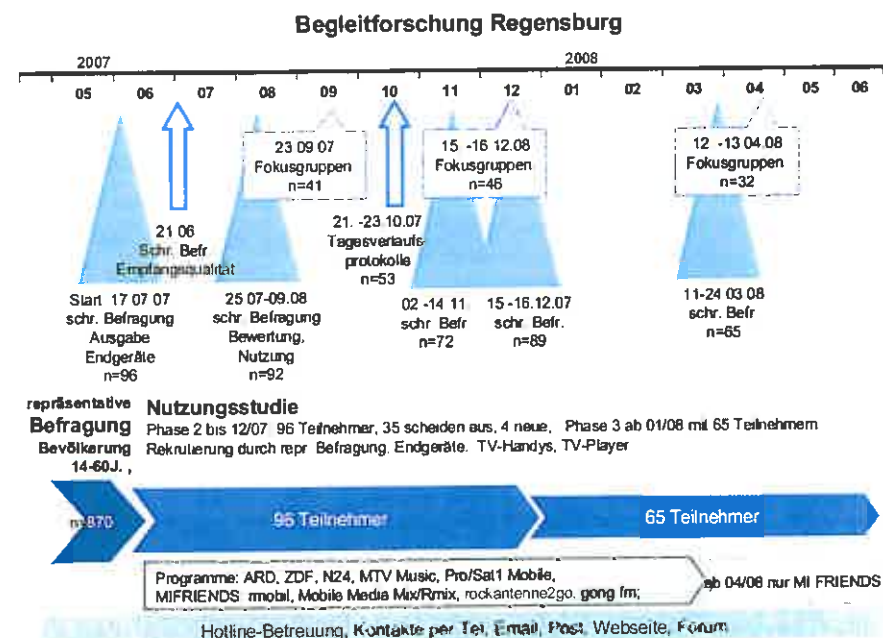 Begleitforschung Regensburg
2007 2008
05 06 07 08 09 10 11 12 01 02 03 04 05 06
23 09 07
Fokusgruppen
n=41
15 -16 12.08
Fokusgruppen
n=46
12 -13 04.08
Fokusgruppen
n=32
21 06
Schr. Befr
Empfangsqualität
21. -23 10.07
Tagesverlaufs-
protokolle
n=53
Start 17 07 07
schr. Befragung
Ausgabe
Endgeräte
n=96
25 07-09.08
schr. Befragung
Bewertung,
Nutzung
n=92
02 -14 11.
schr Befr
n=72
15 -16.12.07
schr. Befr.
n=89
11-24 03 08
schr. Befr
n=65
repräsentative
Befragung
Bevölkerung
14-60J. ,
Nutzungsstudie
Phase 2 bis 12/07 96 Teilnehmer, 35 scheiden aus, 4 neue, Phase 3 ab 01/08 mit 65 Teilnehmern
Rekrutierung durch repr Befragung, Endgeräte. TV-Handys, TV-Player
n=870
96 Teilnehmer
65 Teilnehmer
Programme: ARD, ZDF, N24, MTV Music, Pro/Sat1 Mobile,
MIFRIENDS: rmobil, Mobile Media Mix/Rmix, rockantenne2go. gong fm;
ab 04/08 nur MI FRIENDS
Hotline-Betreuung, Kontakte per Tel, Email, Post, Webseite, Forum